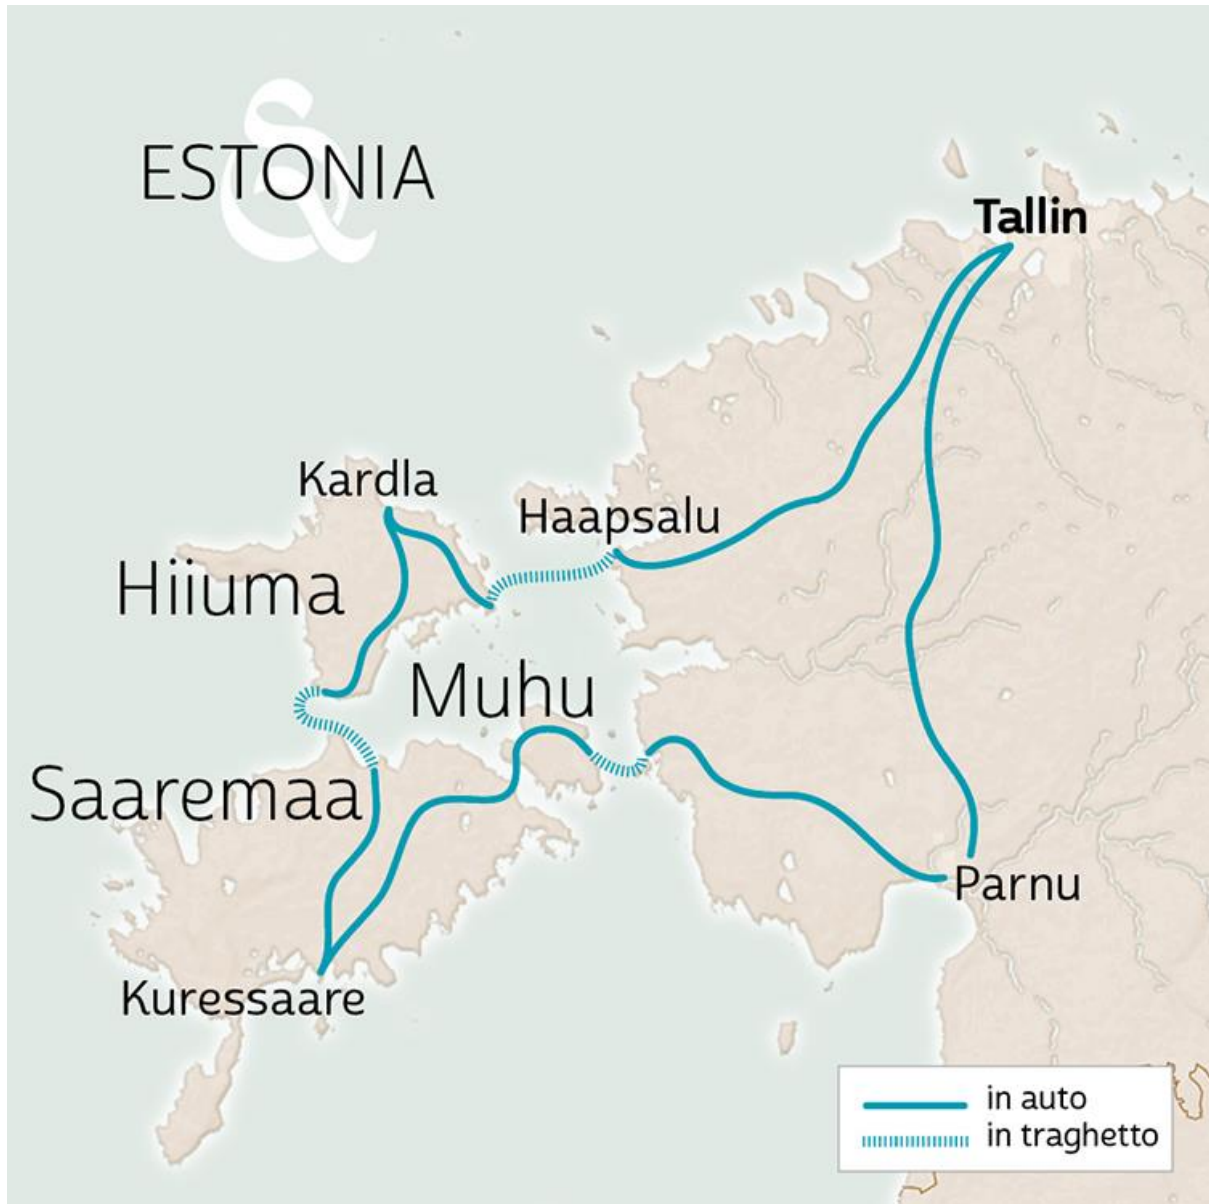 ESTONIA
Tallin
Kardla
Haapsalu
Hiiuma
Muhu
Saaremaa
Parnu
Kuressaare
in auto
in traghetto